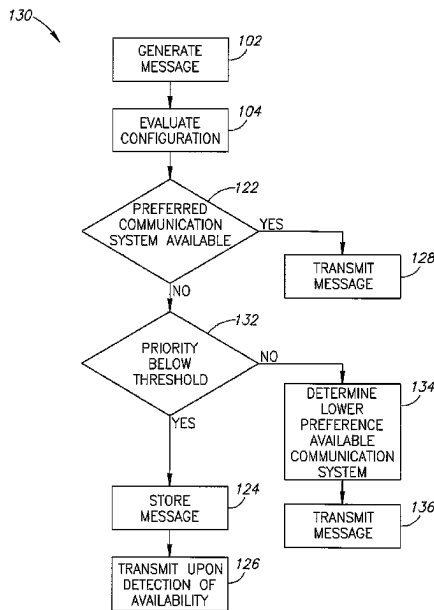 130
GENERATE
MESSAGE
102
EVALUATE
CONFIGURATION
104
PREFERRED
COMMUNICATION
SYSTEM AVAILABLE
122
YES
TRANSMIT
MESSAGE
128
NO
PRIORITY
BELOW
THRESHOLD
132
NO
DETERMINE
LOWER
PREFERENCE
AVAILABLE
COMMUNICATION
SYSTEM
134
YES
STORE
MESSAGE
124
TRANSMIT
MESSAGE
136
TRANSMIT UPON
DETECTION OF
AVAILABILITY
126